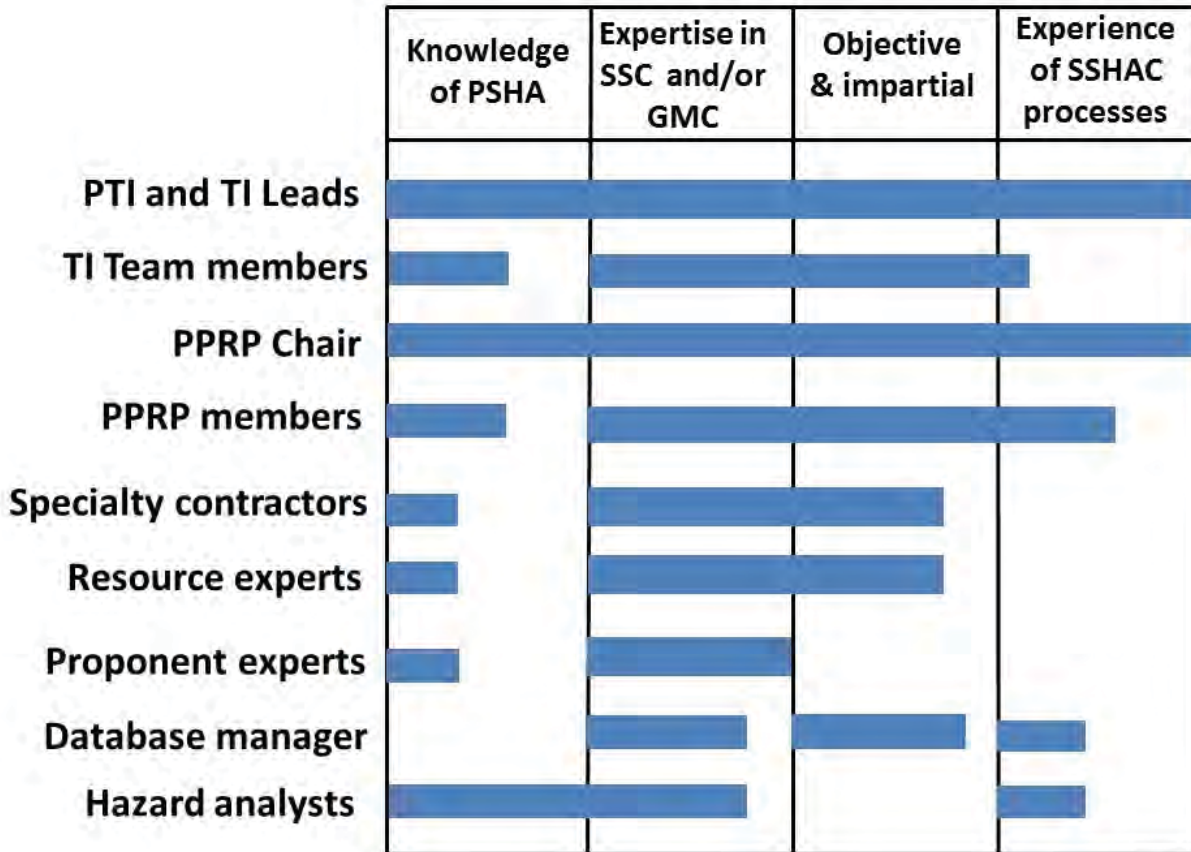 Knowledge
of PSHA
Expertise in
SSC and/or
GMC
Objective
& impartial
Experience
of SSHAC
processes
PTI and TI Leads
TI Team members
PPRP Chair
PPRP members
Specialty contractors
Resource experts
Proponent experts
Database manager
Hazard analysts